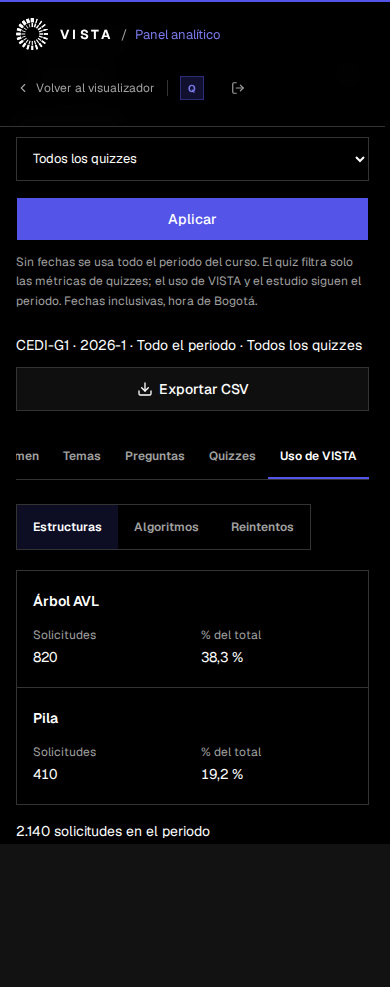 VISTA / Panel analítico
Volver al visualizador
Q
Todos los quizzes
Aplicar
Sin fechas se usa todo el periodo del curso. El quiz filtra solo
las métricas de quizzes; el uso de VISTA y el estudio siguen el
periodo. Fechas inclusivas, hora de Bogotá.
CEDI-G1 · 2026-1 · Todo el periodo · Todos los quizzes
Exportar CSV
men Temas Preguntas Quizzes Uso de VISTA
Estructuras Algoritmos Reintentos
Árbol AVL
Solicitudes % del total
820 38,3 %
Pila
Solicitudes % del total
410 19,2 %
2.140 solicitudes en el periodo